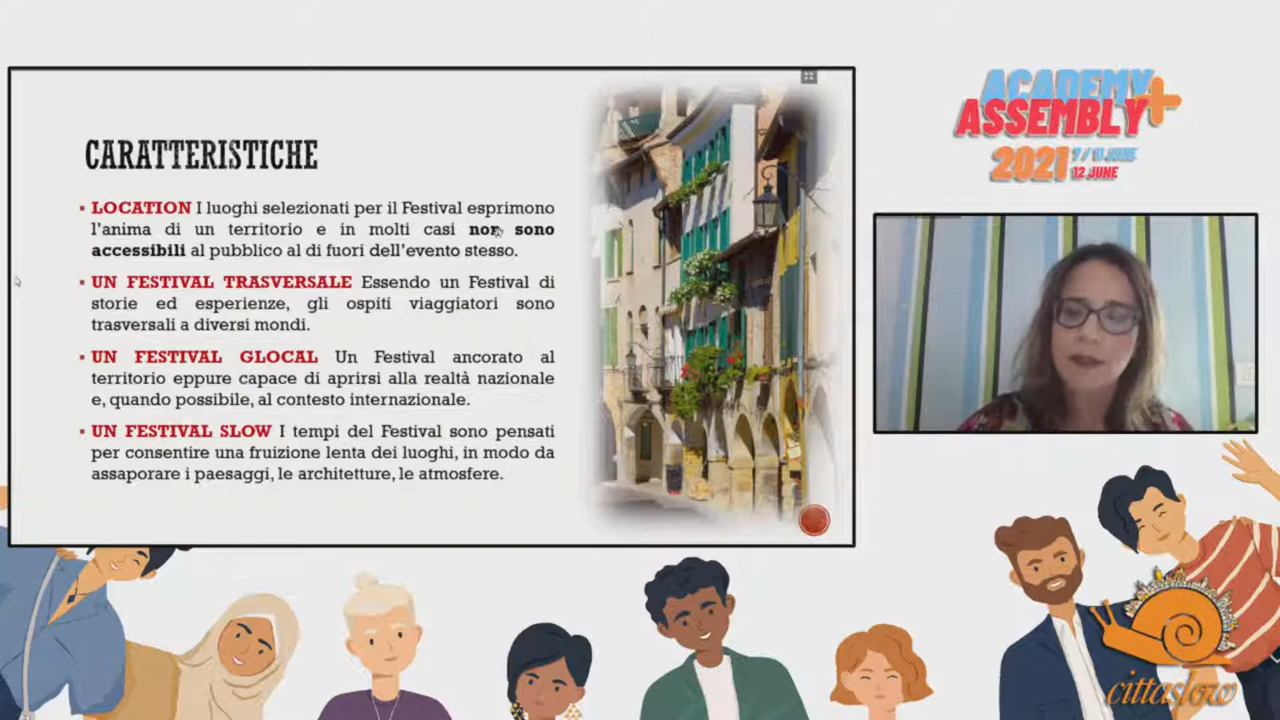 CARATTERISTICHE
▪ LOCATION I luoghi selezionati per il Festival esprimono
l'anima di un territorio e in molti casi non sono
accessibili al pubblico al di fuori dell'evento stesso.
▪ UN FESTIVAL TRASVERSALE Essendo un Festival di
storie ed esperienze, gli ospiti viaggiatori sono
trasversali a diversi mondi.
▪ UN FESTIVAL GLOCAL Un Festival ancorato al
territorio eppure capace di aprirsi alla realtà nazionale
e, quando possibile, al contesto internazionale.
▪ UN FESTIVAL SLOW I tempi del Festival sono pensati
per consentire una fruizione lenta dei luoghi, in modo da
assaporare i paesaggi, le architetture, le atmosfere.
ACADEMY
ASSEMBLY+
2021 7 / 11 JUNE
12 JUNE
cittaslow